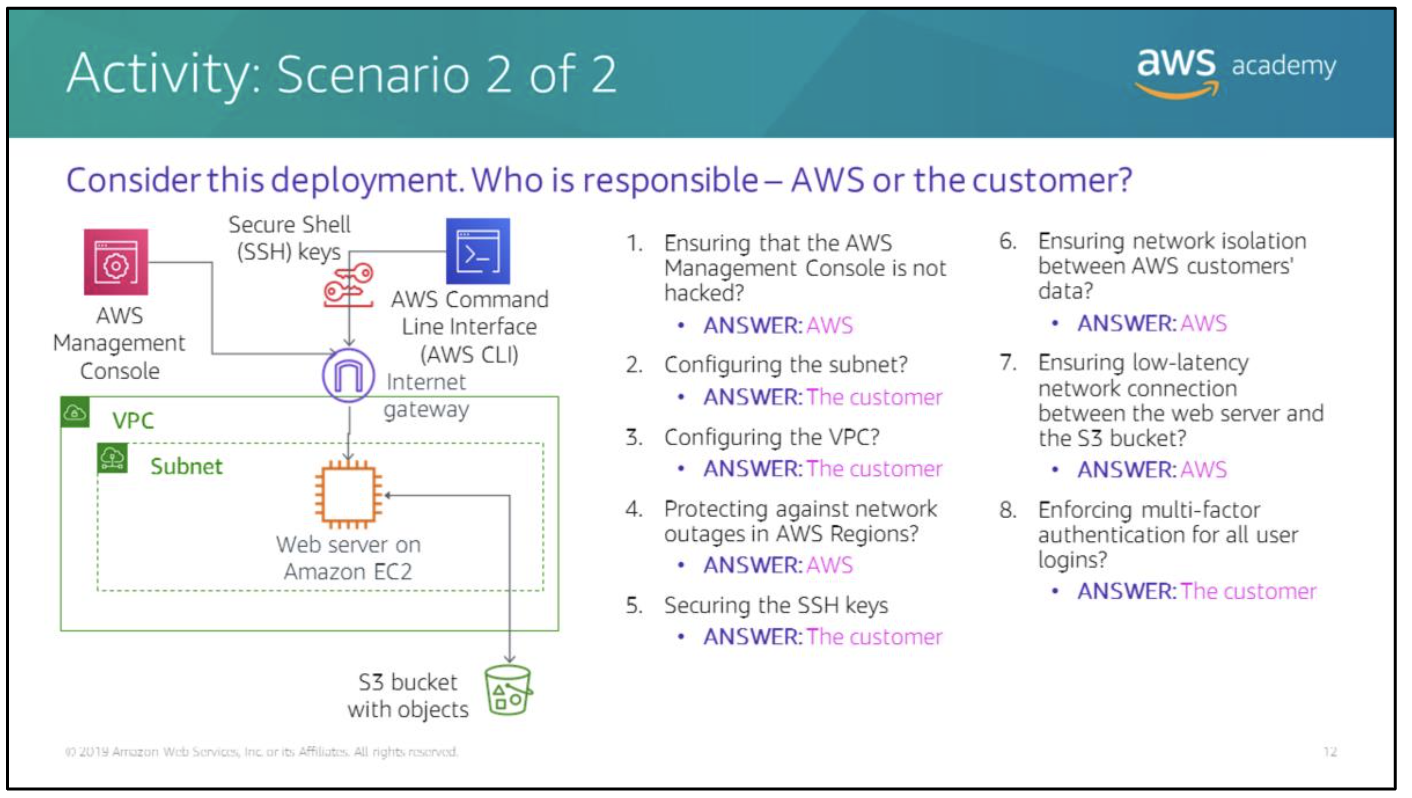 Activity: Scenario 2 of 2
aws academy
Consider this deployment. Who is responsible – AWS or the customer?
AWS
Management
Console
Secure Shell
(SSH) keys
AWS Command
Line Interface
(AWS CLI)
Internet
gateway
VPC
Subnet
Web server on
Amazon EC2
S3 bucket
with objects
1. Ensuring that the AWS
Management Console is not
hacked?
• ANSWER: AWS
2. Configuring the subnet?
• ANSWER: The customer
3. Configuring the VPC?
• ANSWER: The customer
4. Protecting against network
outages in AWS Regions?
• ANSWER: AWS
5. Securing the SSH keys
• ANSWER: The customer
6. Ensuring network isolation
between AWS customers'
data?
• ANSWER: AWS
7. Ensuring low-latency
network connection
between the web server and
the S3 bucket?
• ANSWER: AWS
8. Enforcing multi-factor
authentication for all user
logins?
• ANSWER: The customer
© 2019 Amazon Web Services, Inc. or its Affiliates. All rights reserved.
12